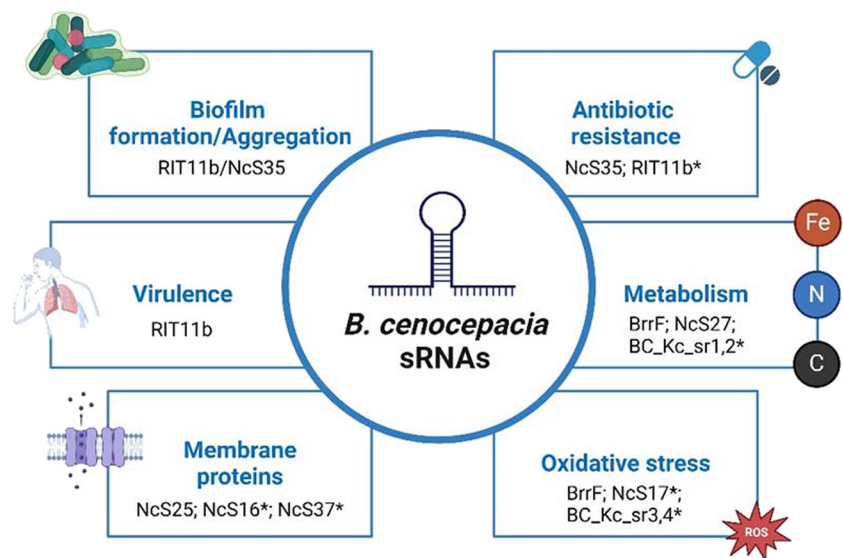 Biofilm
formation/Aggregation
RIT11b/NcS35
Antibiotic
resistance
NcS35; RIT11b*
Virulence
RIT11b
B. cenocepacia
sRNAs
Metabolism
BrrF; NcS27;
BC_Kc_sr1,2*
Fe
N
C
Membrane
proteins
NcS25; NcS16*; NcS37*
Oxidative stress
BrrF; NcS17*;
BC_Kc_sr3,4*
ROS